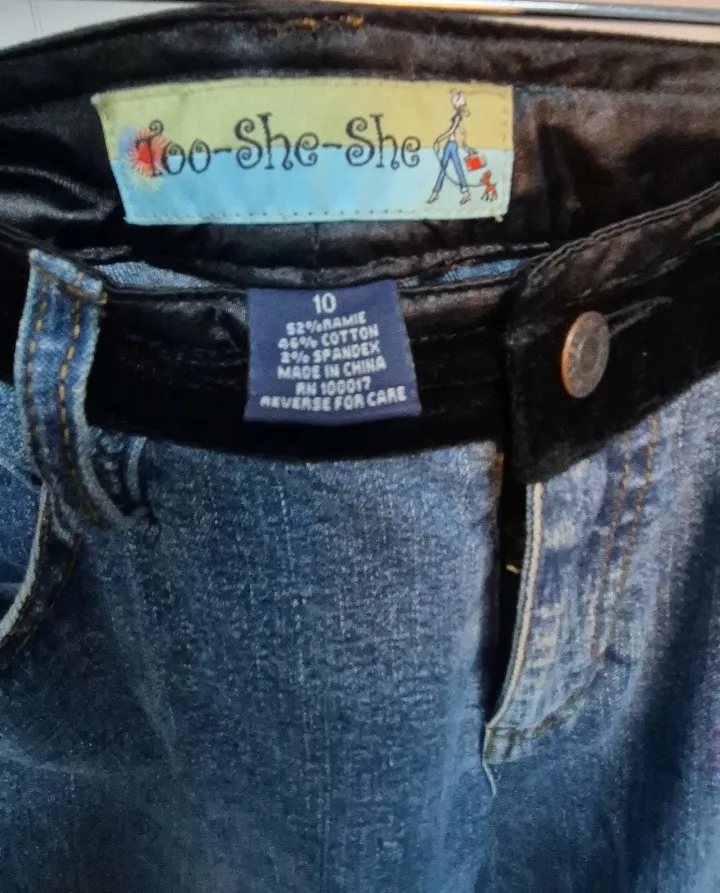 Too-She-She
10
52% RAMIE
46% COTTON
2% SPANDEX
MADE IN CHINA
RN 100017
REVERSE FOR CARE